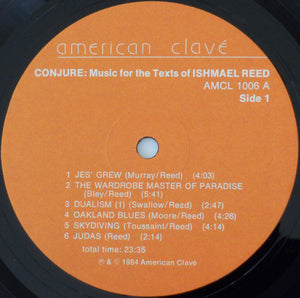 american clavé
CONJURE: Music for the Texts of ISHMAEL REED
AMCL 1006 A
Side 1
1 JES' GREW (Murray/Reed) (4:03)
2 THE WARDROBE MASTER OF PARADISE
(Bley/Reed) (5:41)
3 DUALISM (1) (Swallow/Reed) (2:47)
4 OAKLAND BLUES (Moore/Reed) (4:26)
5 SKYDIVING (Toussaint/Reed) (5:10)
6 JUDAS (Reed) (2:14)
total time: 23:35
℗ & © 1984 American Clavé